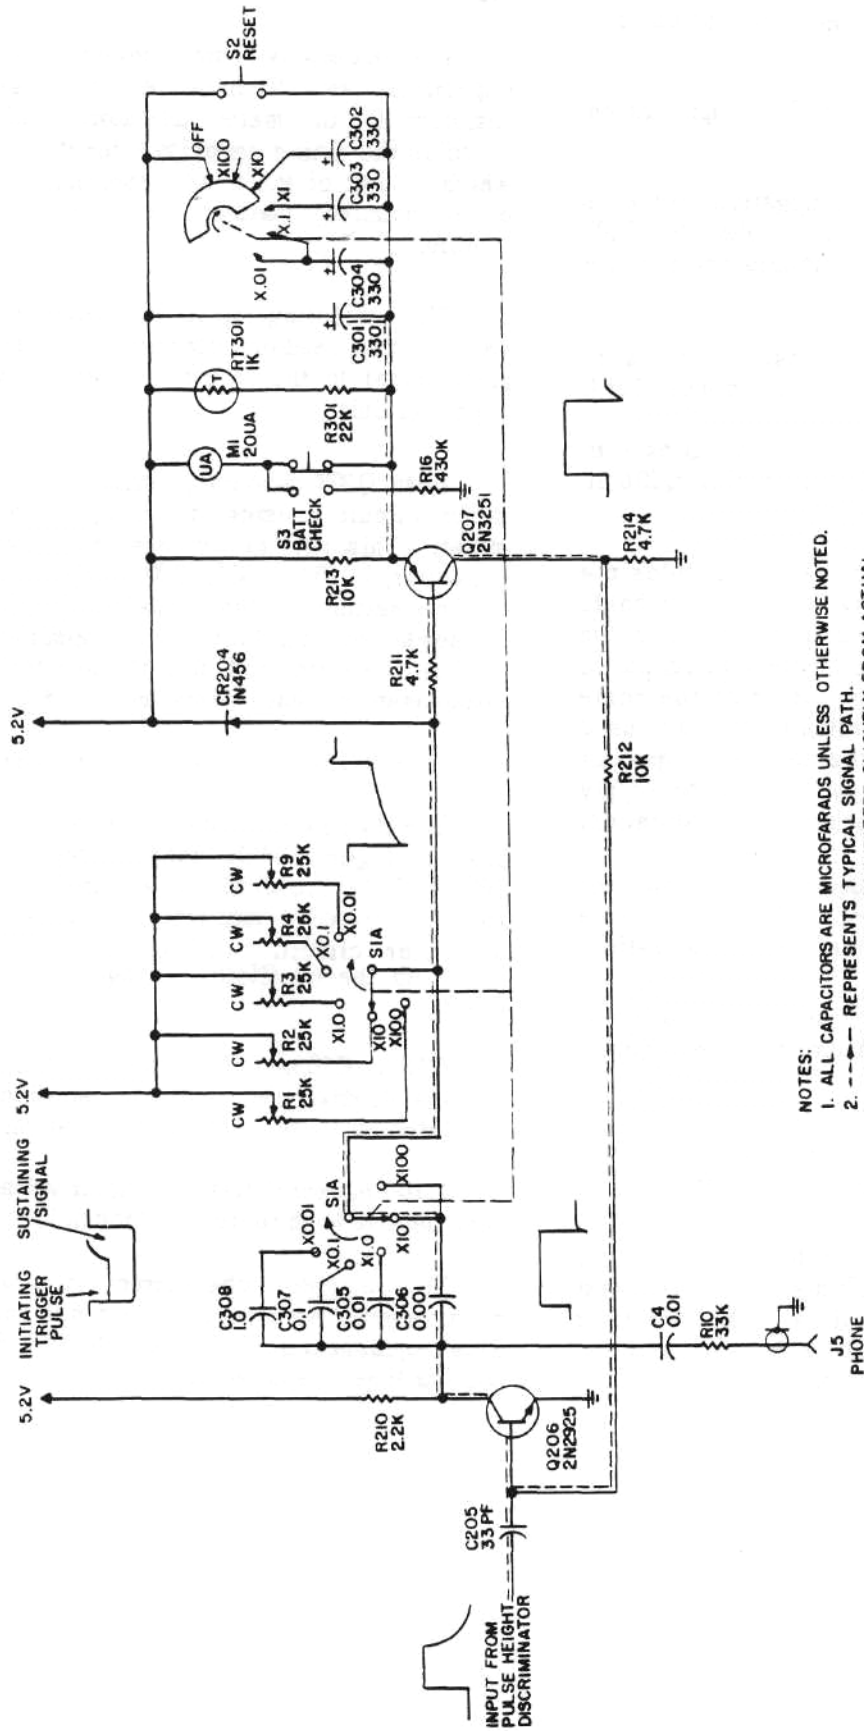 INPUT FROM
PULSE HEIGHT
DISCRIMINATOR
C205
33 PF
Q206
2N2925
5.2V
R210
2.2K
INITIATING
TRIGGER
PULSE
SUSTAINING
SIGNAL
C308
1.0
C307
0.1
C305
0.01
C306
0.001
X0.01
X0.1
X1.0
X10
X100
S1A
C4
0.01
R10
33K
J5
PHONE
5.2V
CW
R1
25K
CW
R2
25K
CW
R3
25K
CW
R4
25K
CW
R9
25K
X0.01
X0.1
X1.0
X10
X100
S1A
5.2V
CR204
1N456
R211
4.7K
R212
10K
R213
10K
Q207
2N3251
R214
4.7K
M1
20UA
UA
S3
BATT
CHECK
R16
430K
RT301
1K
T
R301
22K
C301
330
+
C304
330
+
C303
330
+
C302
330
+
X.01
X.1
X1
X10
X100
OFF
S2
RESET
NOTES:
1. ALL CAPACITORS ARE MICROFARADS UNLESS OTHERWISE NOTED.
2. REPRESENTS TYPICAL SIGNAL PATH.